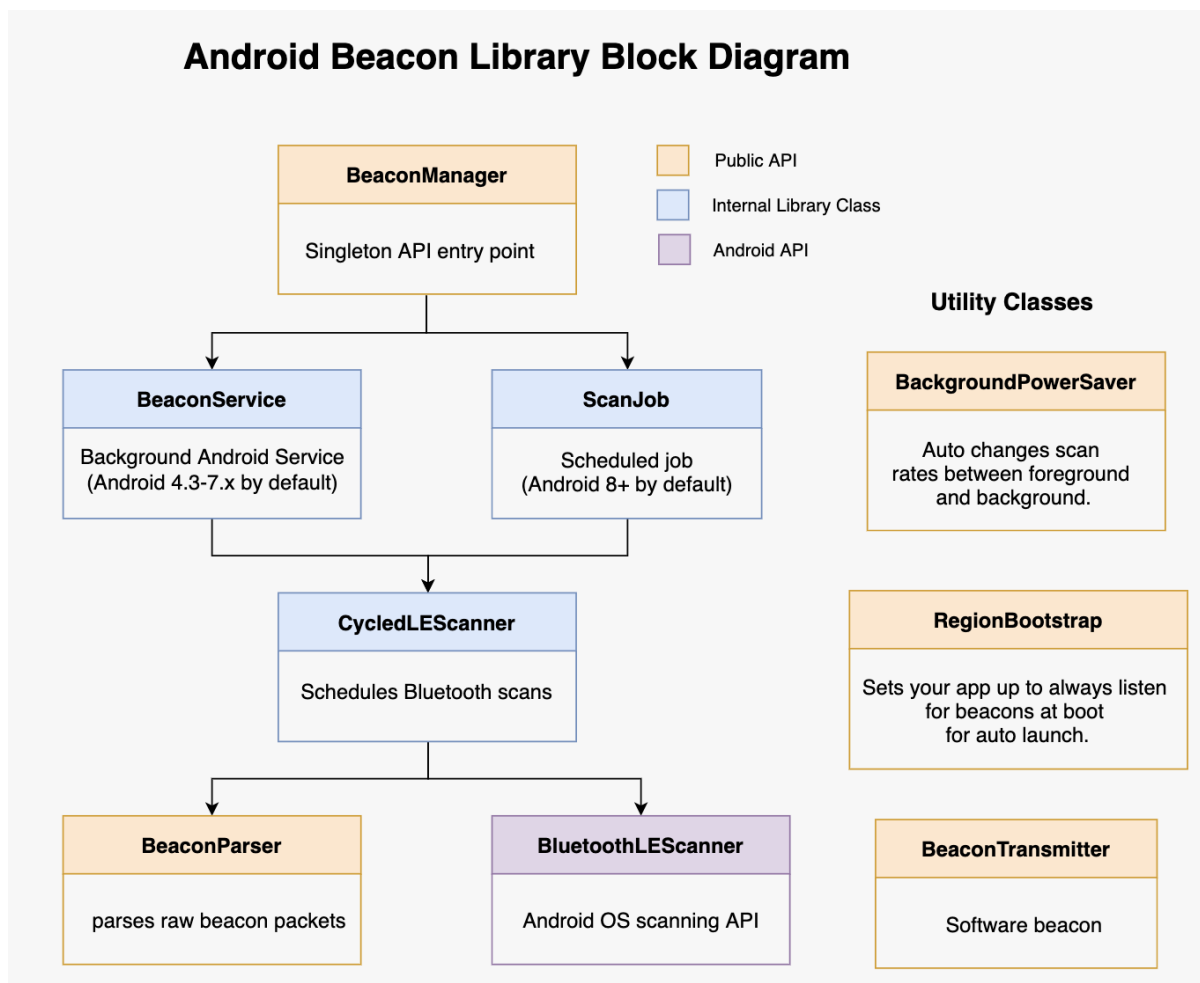 Android Beacon Library Block Diagram
BeaconManager
Singleton API entry point
Public API
Internal Library Class
Android API
BeaconService
Background Android Service
(Android 4.3-7.x by default)
ScanJob
Scheduled job
(Android 8+ by default)
CycledLEScanner
Schedules Bluetooth scans
BeaconParser
parses raw beacon packets
BluetoothLEScanner
Android OS scanning API
Utility Classes
BackgroundPowerSaver
Auto changes scan
rates between foreground
and background.
RegionBootstrap
Sets your app up to always listen
for beacons at boot
for auto launch.
BeaconTransmitter
Software beacon